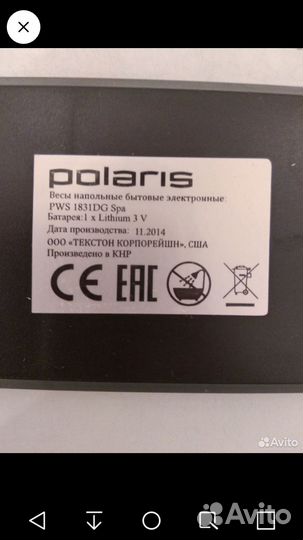 polaris
Весы напольные бытовые электронные:
PWS 1831DG Spa
Батарея:1 x Lithium 3 V
Дата производства: 11.2014
ООО «ТЕКСТОН КОРПОРЕЙШН», США
Произведено в КНР
CE EAC
Avito
Avito